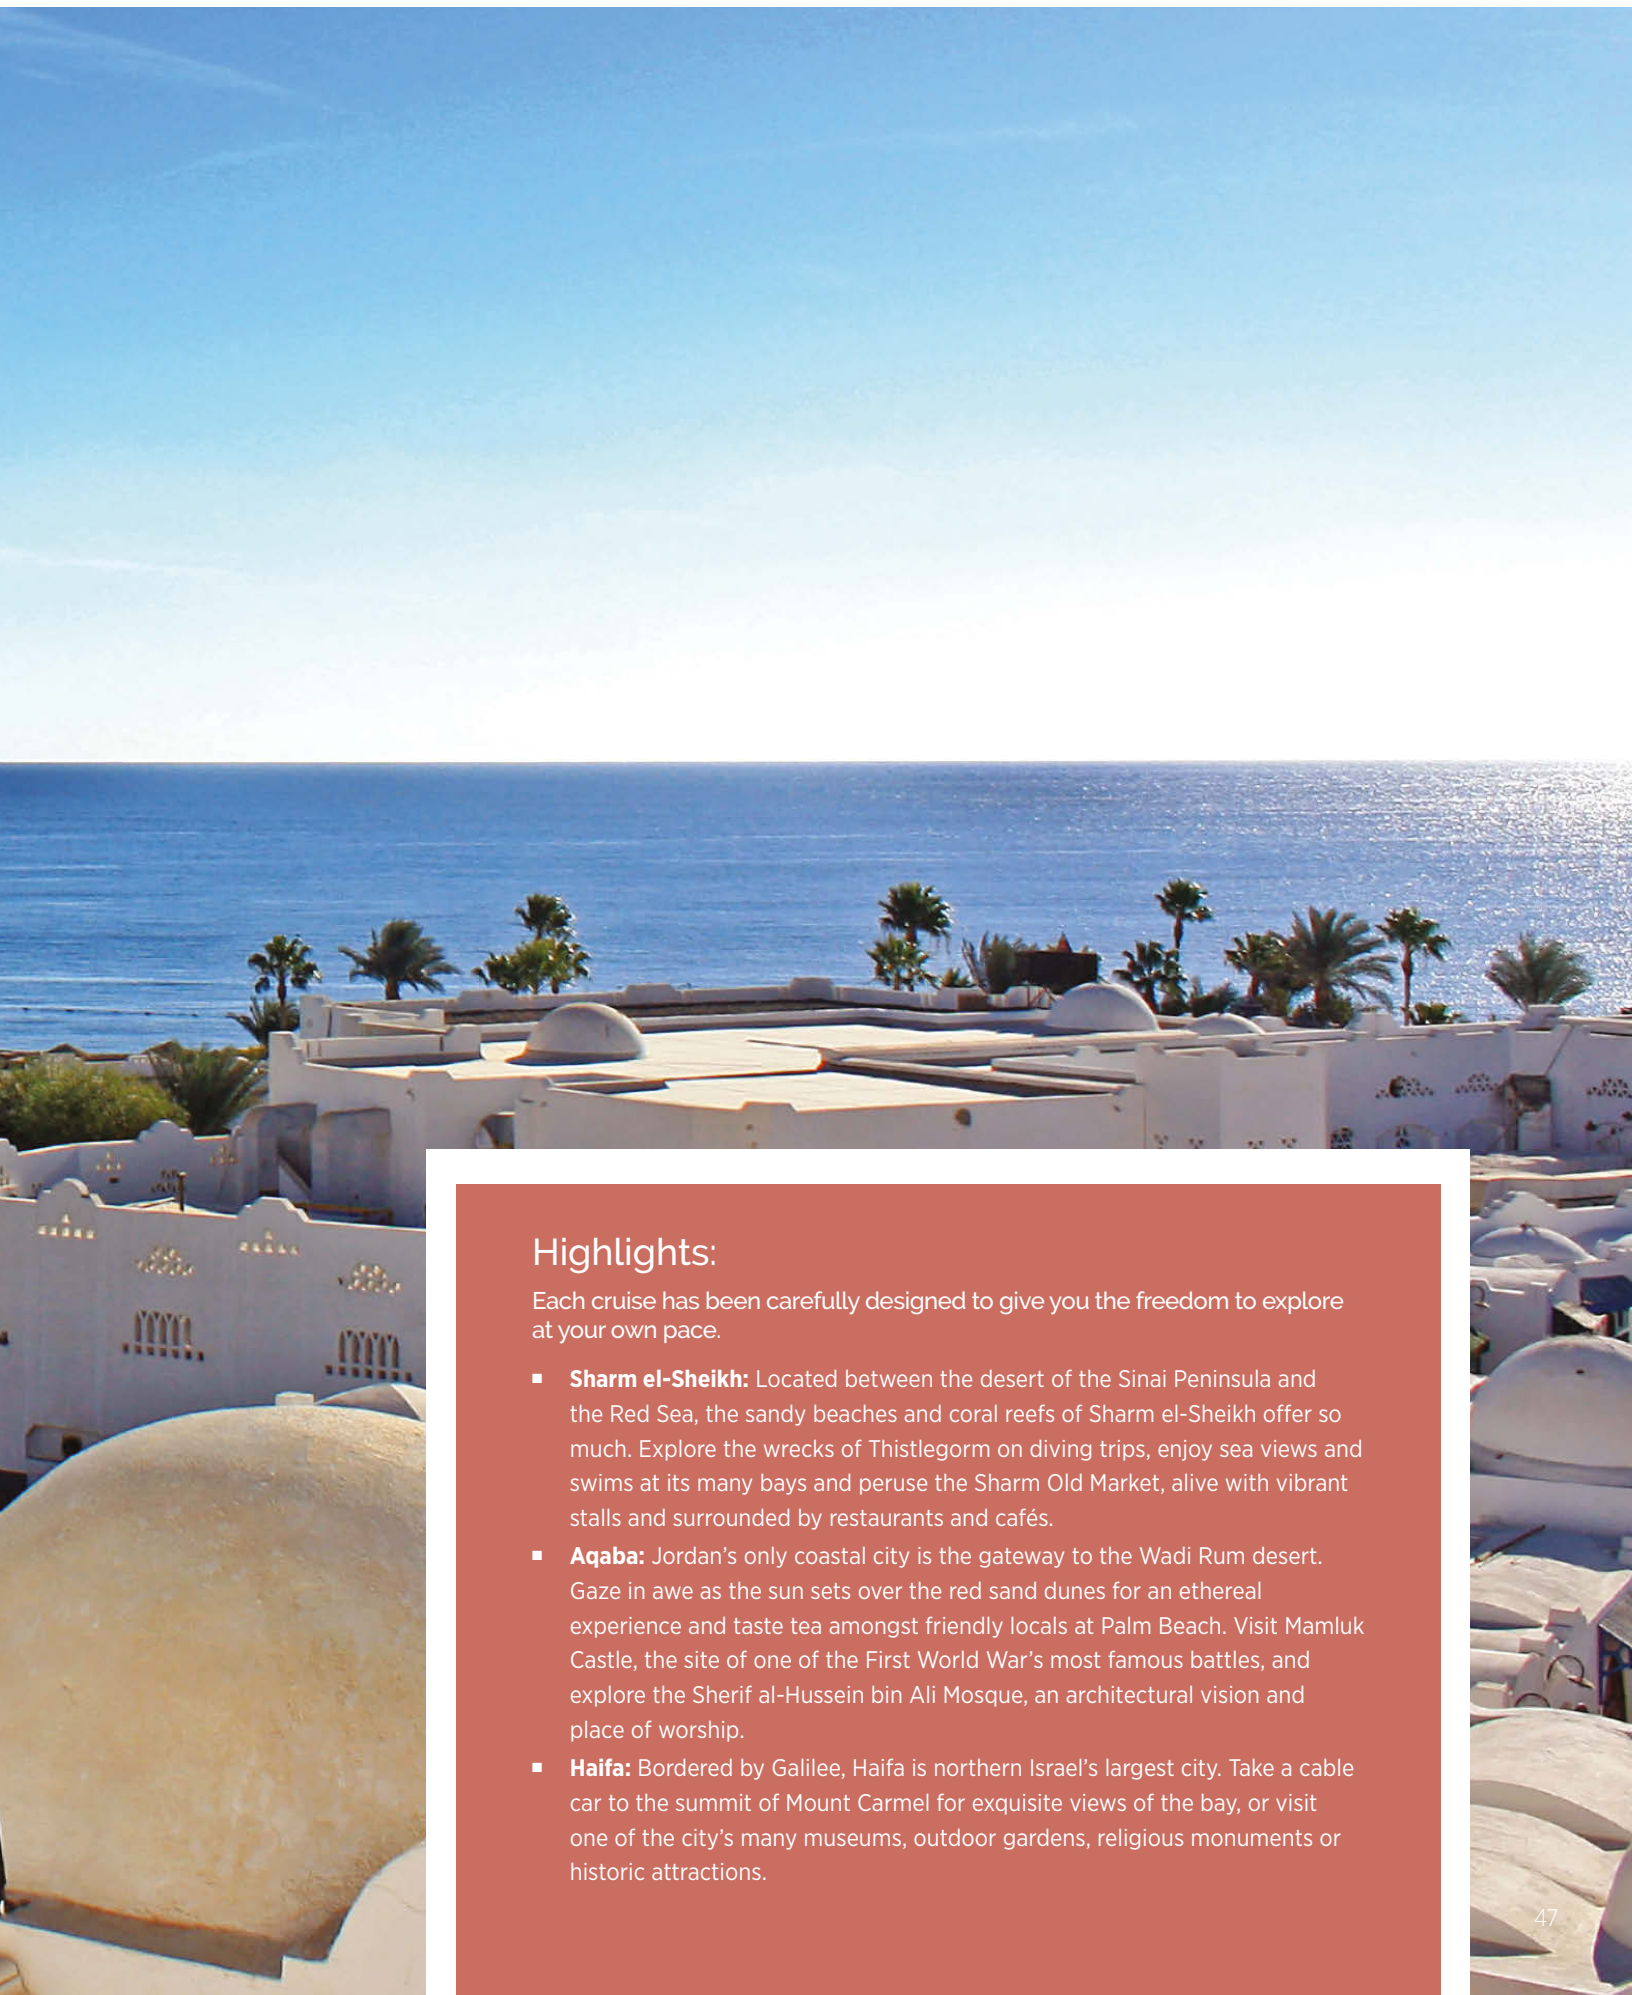 Highlights:
Each cruise has been carefully designed to give you the freedom to explore
at your own pace.
▪ Sharm el-Sheikh: Located between the desert of the Sinai Peninsula and
the Red Sea, the sandy beaches and coral reefs of Sharm el-Sheikh offer so
much. Explore the wrecks of Thistlegorm on diving trips, enjoy sea views and
swims at its many bays and peruse the Sharm Old Market, alive with vibrant
stalls and surrounded by restaurants and cafés.
▪ Aqaba: Jordan’s only coastal city is the gateway to the Wadi Rum desert.
Gaze in awe as the sun sets over the red sand dunes for an ethereal
experience and taste tea amongst friendly locals at Palm Beach. Visit Mamluk
Castle, the site of one of the First World War’s most famous battles, and
explore the Sherif al-Hussein bin Ali Mosque, an architectural vision and
place of worship.
▪ Haifa: Bordered by Galilee, Haifa is northern Israel’s largest city. Take a cable
car to the summit of Mount Carmel for exquisite views of the bay, or visit
one of the city’s many museums, outdoor gardens, religious monuments or
historic attractions.
47